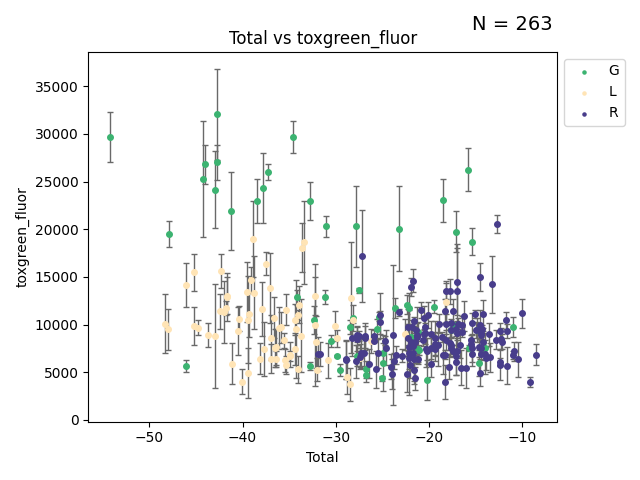 N = 263
Total vs toxgreen_fluor
G
L
R
35000
30000
25000
20000
15000
10000
5000
0
toxgreen_fluor
−50
−40
−30
−20
−10
Total